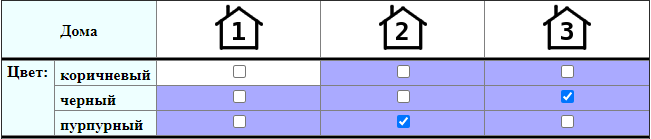 Дома 1 2 3
Цвет: коричневый
черный
пурпурный